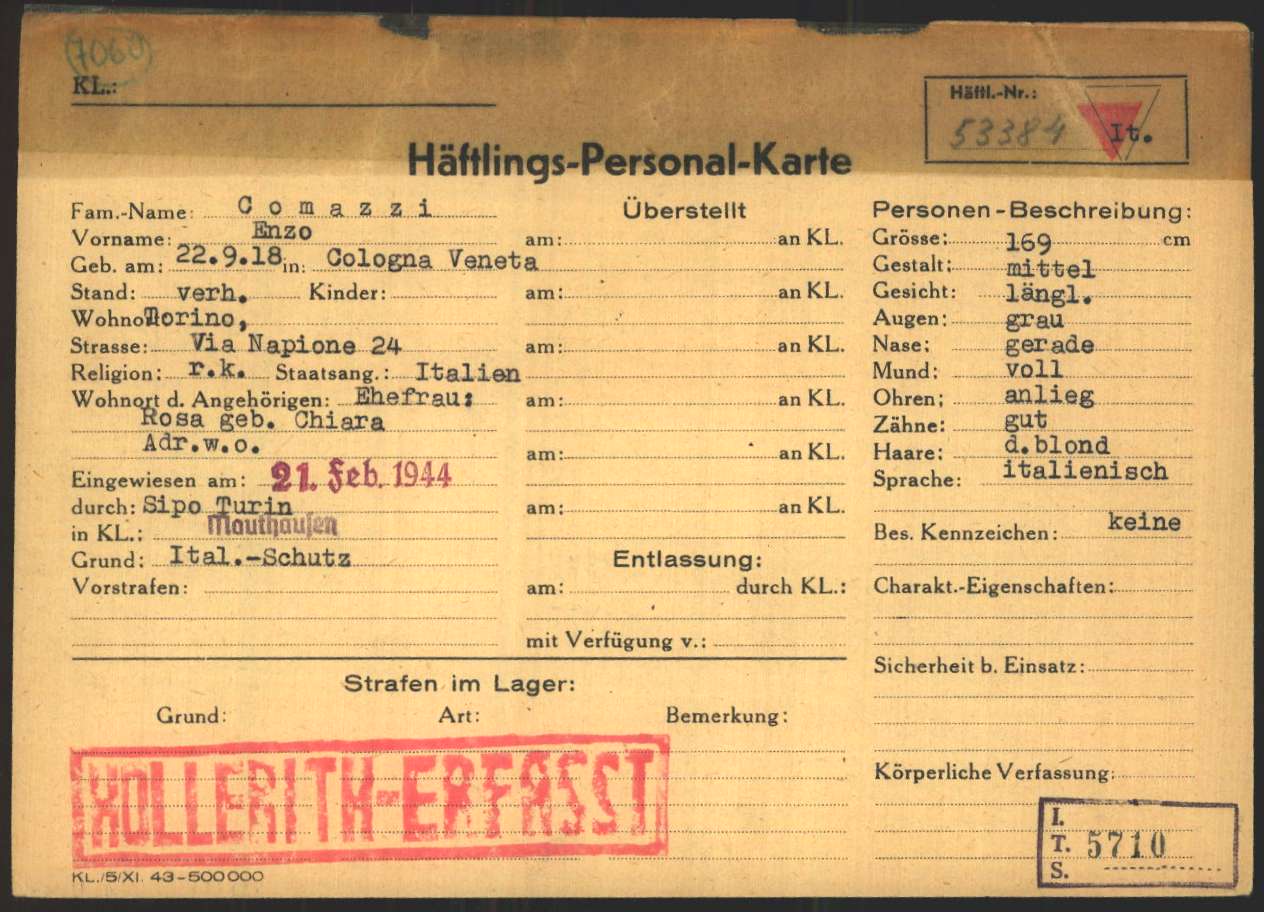 (7060)
KL.:
Häftl.-Nr.:
53384
It.
Häftlings-Personal-Karte
Fam.-Name: Comazzi
Vorname: Enzo
Geb. am: 22.9.18 in: Cologna Veneta
Stand: verh. Kinder:
Wohno Torino,
Strasse: Via Napione 24
Religion: r.k. Staatsang.: Italien
Wohnort d. Angehörigen: Ehefrau:
Rosa geb. Chiara
Adr.w.o.
Eingewiesen am: 21. Feb. 1944
durch: Sipo Turin
in KL.: Mauthausen
Grund: Ital.-Schutz
Vorstrafen:
Überstellt
am: an KL.
am: an KL.
am: an KL.
am: an KL.
am: an KL.
am: an KL.
Entlassung:
am: durch KL.:
mit Verfügung v.:
Personen-Beschreibung:
Grösse: 169 cm
Gestalt: mittel
Gesicht: längl.
Augen: grau
Nase: gerade
Mund: voll
Ohren: anlieg
Zähne: gut
Haare: d.blond
Sprache: italienisch
Bes. Kennzeichen: keine
Charakt.-Eigenschaften:
Sicherheit b. Einsatz:
Körperliche Verfassung:
Strafen im Lager:
Grund: Art: Bemerkung:
HOLLERITH-ERFASST
I.
T. 5710
S.
KL./5/XI. 43-500000